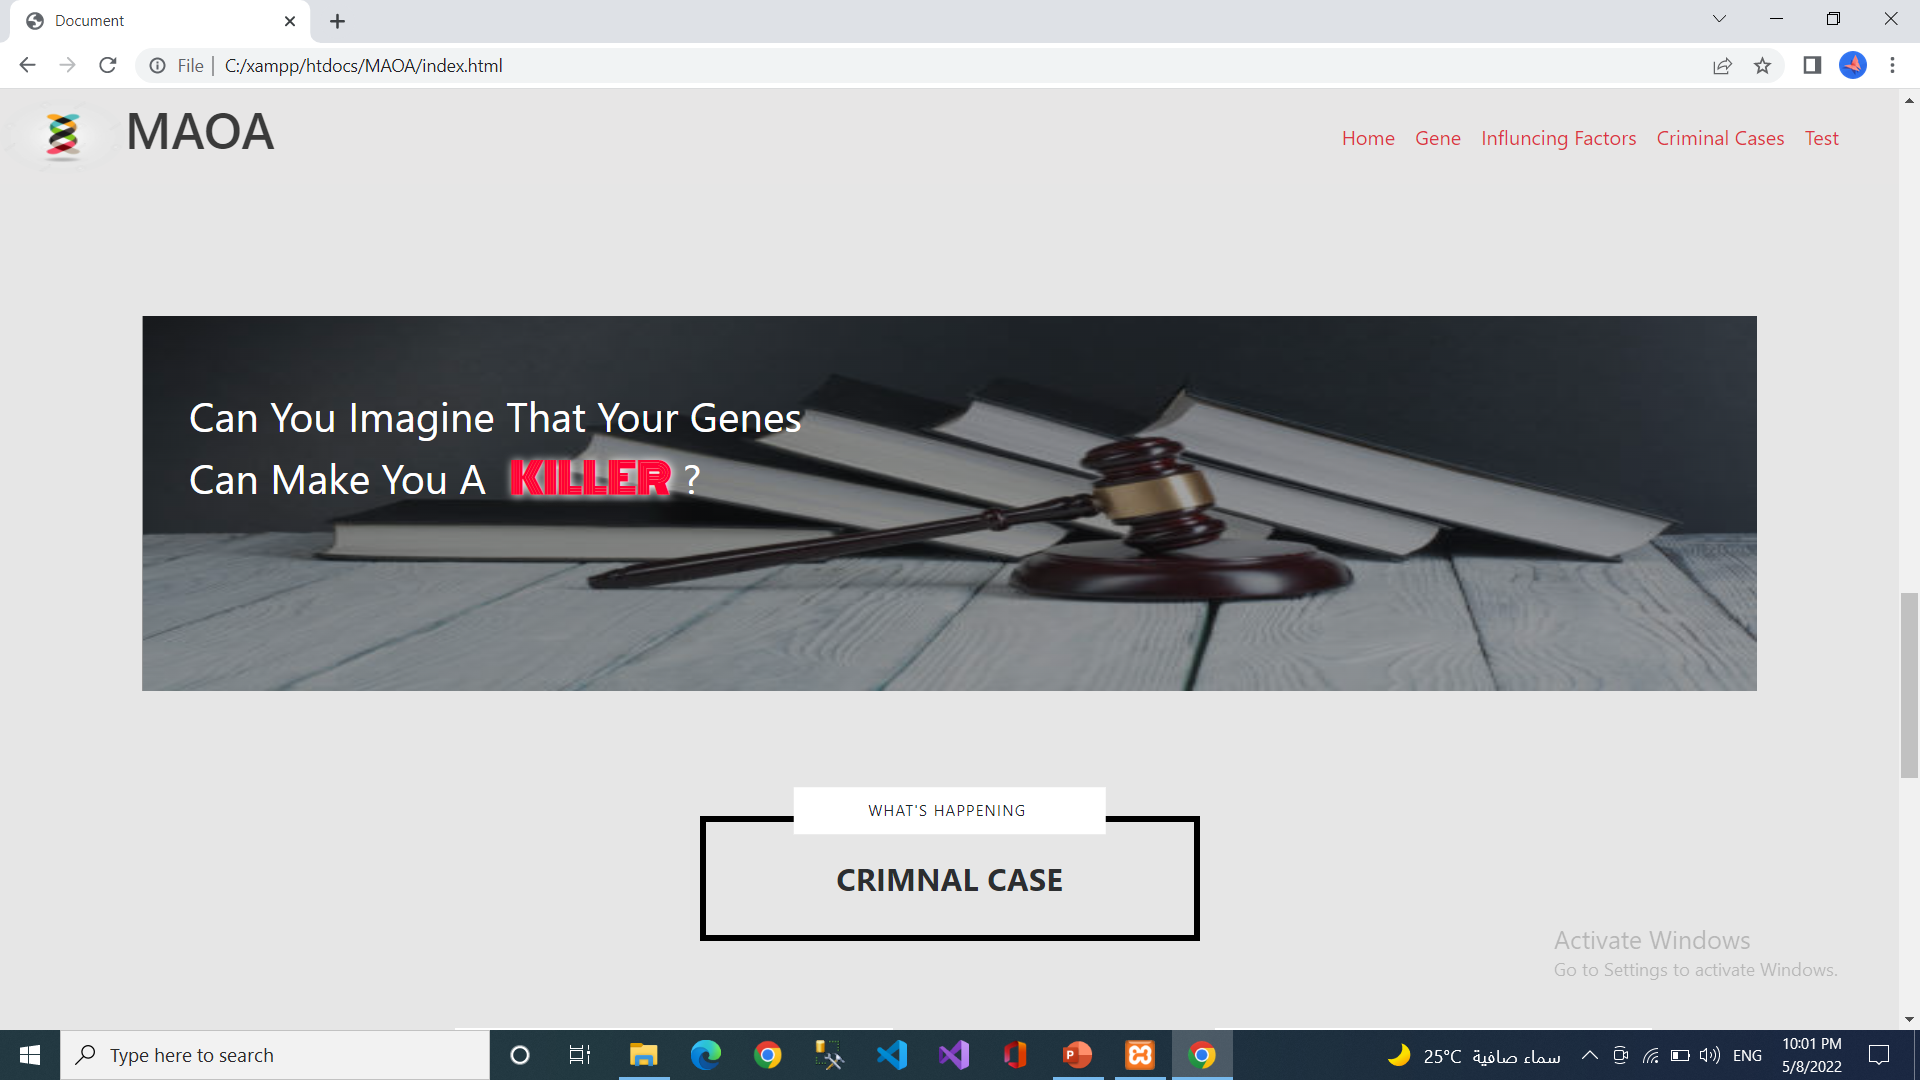 Document
File
C:/xampp/htdocs/MAOA/index.html
MAOA
Home Gene Influncing Factors Criminal Cases Test
Can You Imagine That Your Genes
Can Make You A KILLER ?
WHAT'S HAPPENING
CRIMNAL CASE
Activate Windows
Go to Settings to activate Windows.
Type here to search
25°C سماء صافية
ENG
10:01 PM
5/8/2022